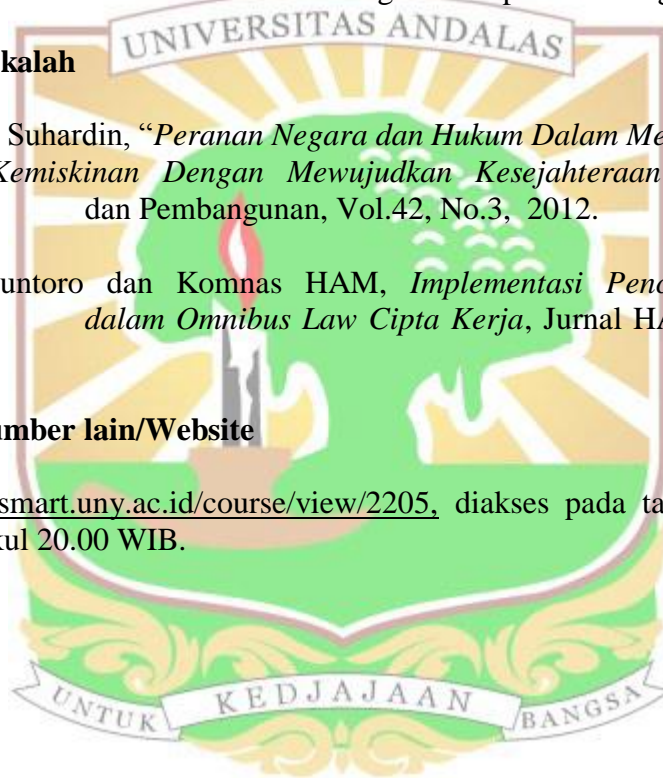 UNIVERSITAS ANDALAS
kalah
Suhardin, “Peranan Negara dan Hukum Dalam Me
Kemiskinan Dengan Mewujudkan Kesejahteraan
dan Pembangunan, Vol.42, No.3, 2012.
untoro dan Komnas HAM, Implementasi
dalam Omnibus Law Cipta Kerja, Jurnal HA
umber lain/Website
smart.uny.ac.id/course/view/2205, diakses pada ta
kul 20.00 WIB.
UNTUK KEDJAJAAN BANGSA